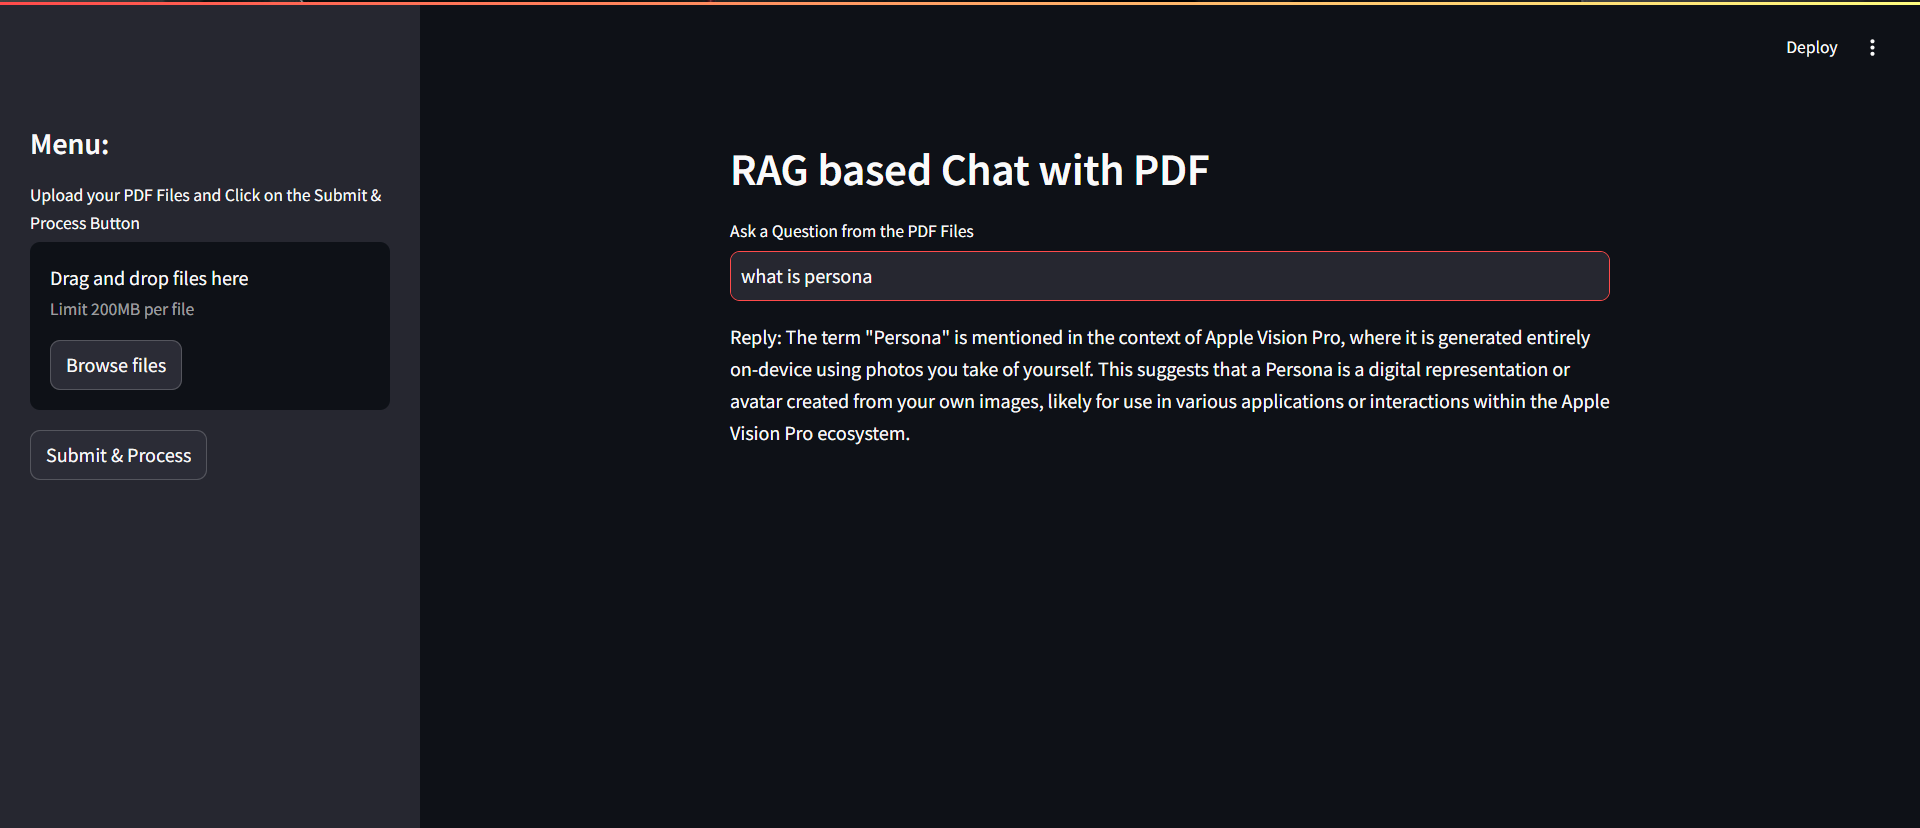 Deploy
Menu:
Upload your PDF Files and Click on the Submit &
Process Button
Drag and drop files here
Limit 200MB per file
Browse files
Submit & Process
RAG based Chat with PDF
Ask a Question from the PDF Files
what is persona
Reply: The term "Persona" is mentioned in the context of Apple Vision Pro, where it is generated entirely
on-device using photos you take of yourself. This suggests that a Persona is a digital representation or
avatar created from your own images, likely for use in various applications or interactions within the Apple
Vision Pro ecosystem.